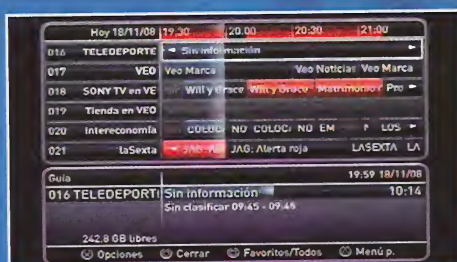 Hoy 18/11/08 19:30 20:00 20:30 21:00
016 TELEDEPORTE Sin información
017 VEO Veo Marca Veo Noticias Veo Marca
018 SONY TV en VE Will y Grace Will y Grace Matrimonio Pro
019 Tienda en VEO
020 Intereconomía COLOCI NO COLOCI NO EM LOS
021 laSexta JAG: Alerta roja LASEXTA LA
Guía 19:59 18/11/08
016 TELEDEPORTI Sin información 10:14
Sin clasificar 09:45 - 09:46
242.8 GB libres
Opciones Cerrar Favoritos/Todos Menú p.